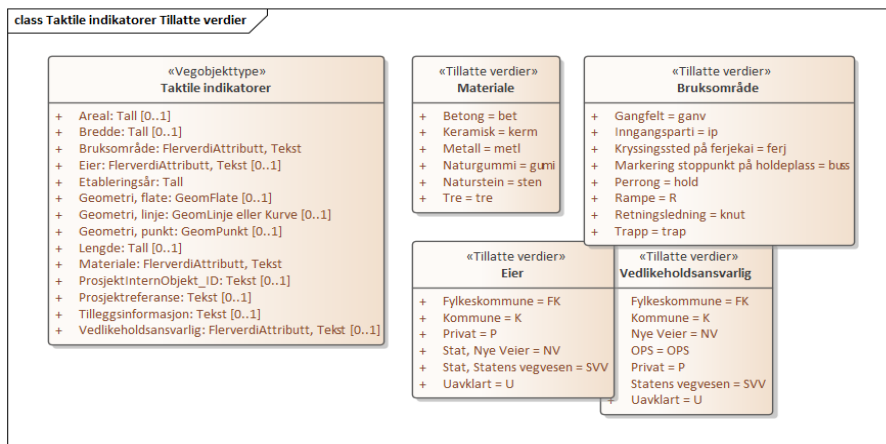 class Taktile indikatorer Tillatte verdier
«Vegobjekttype»
Taktile indikatorer
+ Areal: Tall [0..1]
+ Bredde: Tall [0..1]
+ Bruksområde: FlerverdiAttributt, Tekst
+ Eier: FlerverdiAttributt, Tekst [0..1]
+ Etableringsår: Tall
+ Geometri, flate: GeomFlate [0..1]
+ Geometri, linje: GeomLinje eller Kurve [0..1]
+ Geometri, punkt: GeomPunkt [0..1]
+ Lengde: Tall [0..1]
+ Materiale: FlerverdiAttributt, Tekst
+ ProsjektInternObjekt_ID: Tekst [0..1]
+ Prosjektreferanse: Tekst [0..1]
+ Tilleggsinformasjon: Tekst [0..1]
+ Vedlikeholdsansvarlig: FlerverdiAttributt, Tekst [0..1]
«Tillatte verdier»
Materiale
+ Betong = bet
+ Keramisk = kerm
+ Metall = metl
+ Naturgummi = gumi
+ Naturstein = sten
+ Tre = tre
«Tillatte verdier»
Bruksområde
+ Gangfelt = ganv
+ Inngangsparti = ip
+ Kryssingssted på ferjekai = ferj
+ Markering stoppunkt på holdeplass = buss
+ Perrong = hold
+ Rampe = R
+ Retningsledning = knut
+ Trapp = trap
«Tillatte verdier»
Eier
+ Fylkeskommune = FK
+ Kommune = K
+ Privat = P
+ Stat, Nye Veier = NV
+ Stat, Statens vegvesen = SVV
+ Uavklart = U
«Tillatte verdier»
Vedlikeholdsansvarlig
Fylkeskommune = FK
Kommune = K
Nye Veier = NV
OPS = OPS
Privat = P
Statens vegvesen = SVV
+ Uavklart = U